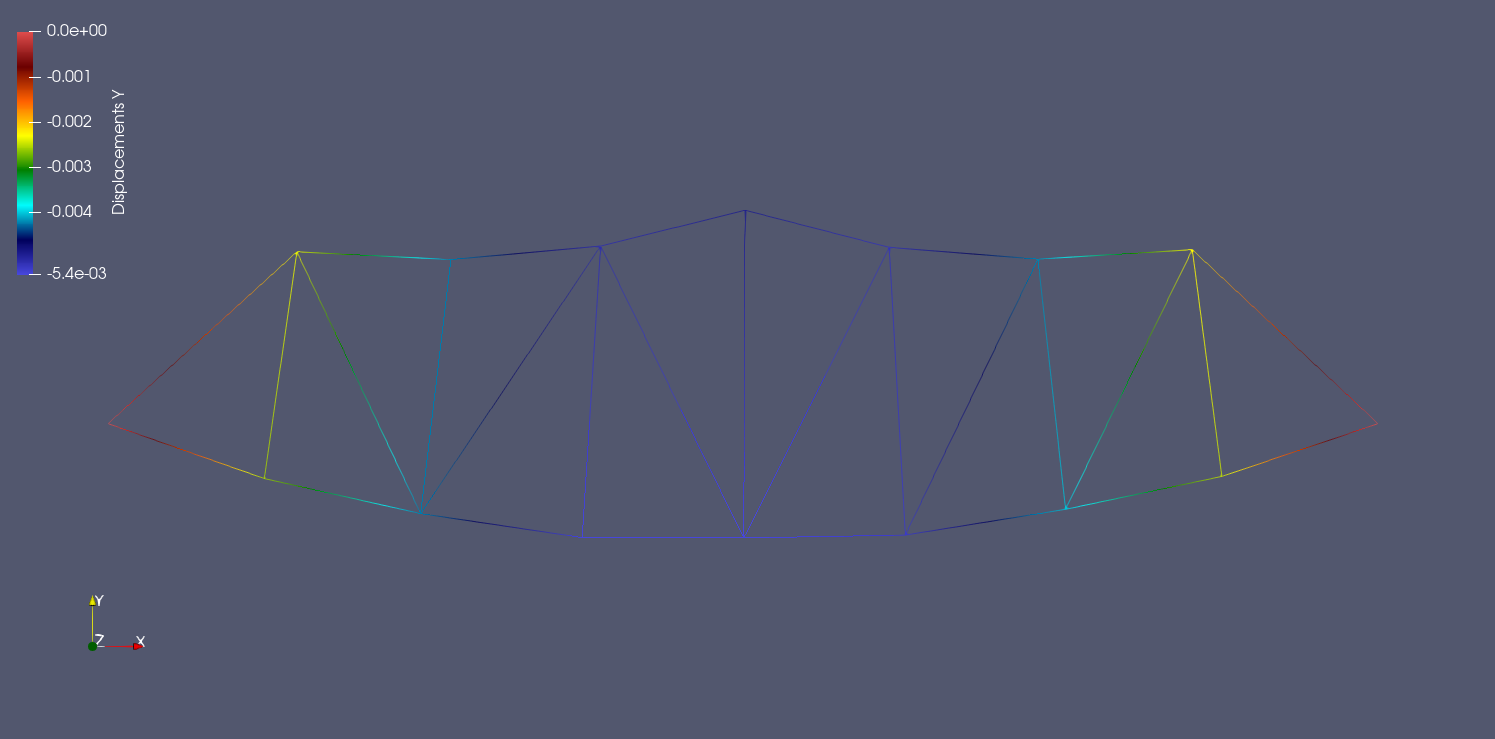 0.0e+00
-0.001
-0.002
-0.003
-0.004
-5.4e-03
Displacements Y
Y
Z
X